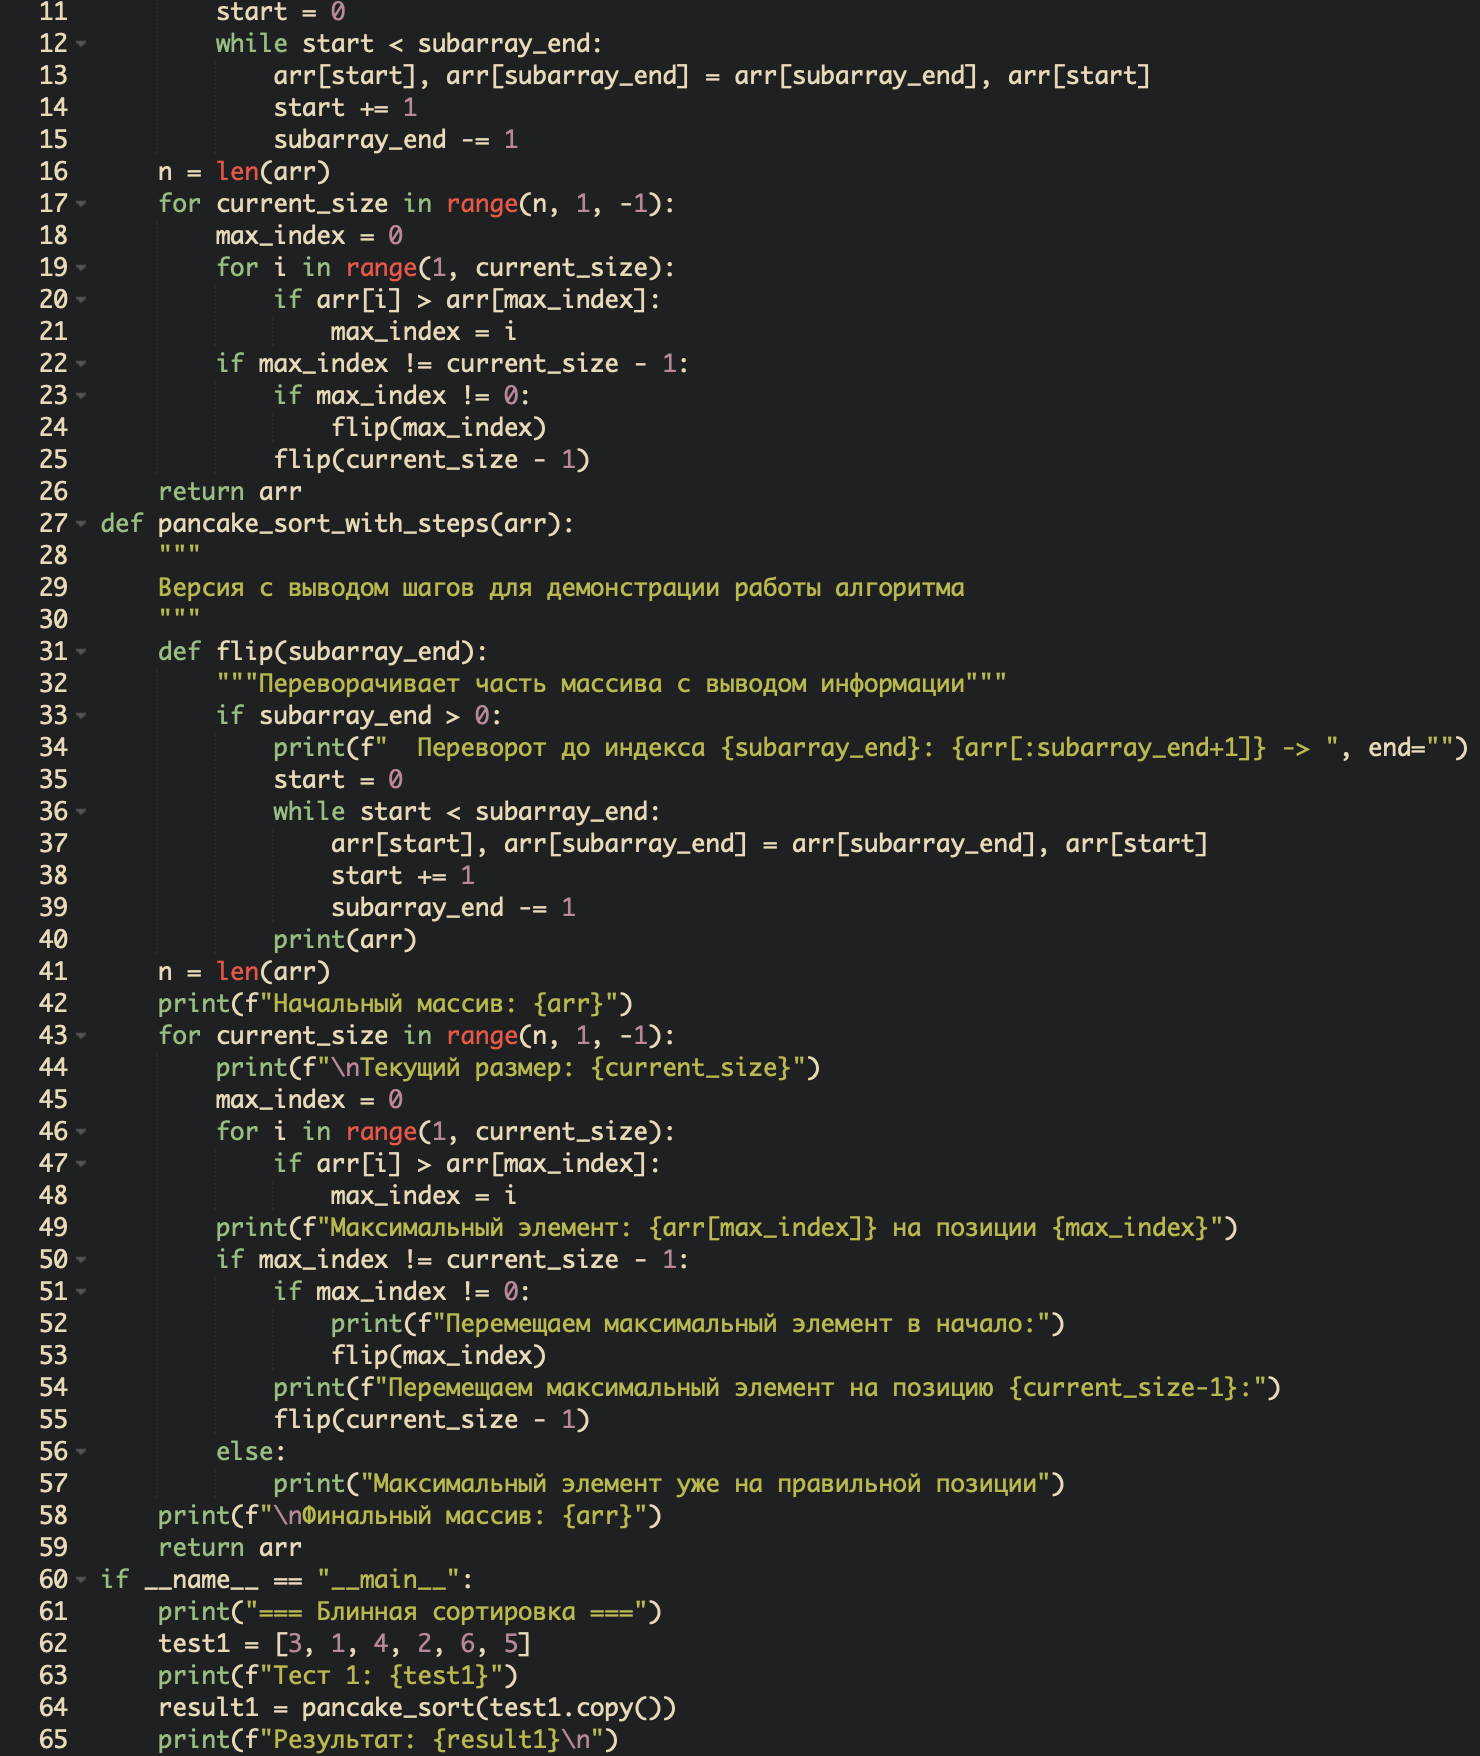 11 start = 0
12 while start < subarray_end:
13 arr[start], arr[subarray_end] = arr[subarray_end], arr[start]
14 start += 1
15 subarray_end -= 1
16 n = len(arr)
17 for current_size in range(n, 1, -1):
18 max_index = 0
19 for i in range(1, current_size):
20 if arr[i] > arr[max_index]:
21 max_index = i
22 if max_index != current_size - 1:
23 if max_index != 0:
24 flip(max_index)
25 flip(current_size - 1)
26 return arr
27 def pancake_sort_with_steps(arr):
28 """
29 Версия с выводом шагов для демонстрации работы алгоритма
30 """
31 def flip(subarray_end):
32 """Переворачивает часть массива с выводом информации"""
33 if subarray_end > 0:
34 print(f"  Переворот до индекса {subarray_end}: {arr[:subarray_end+1]} -> ", end="")
35 start = 0
36 while start < subarray_end:
37 arr[start], arr[subarray_end] = arr[subarray_end], arr[start]
38 start += 1
39 subarray_end -= 1
40 print(arr)
41 n = len(arr)
42 print(f"Начальный массив: {arr}")
43 for current_size in range(n, 1, -1):
44 print(f"\nТекущий размер: {current_size}")
45 max_index = 0
46 for i in range(1, current_size):
47 if arr[i] > arr[max_index]:
48 max_index = i
49 print(f"Максимальный элемент: {arr[max_index]} на позиции {max_index}")
50 if max_index != current_size - 1:
51 if max_index != 0:
52 print(f"Перемещаем максимальный элемент в начало:")
53 flip(max_index)
54 print(f"Перемещаем максимальный элемент на позицию {current_size-1}:")
55 flip(current_size - 1)
56 else:
57 print("Максимальный элемент уже на правильной позиции")
58 print(f"\nФинальный массив: {arr}")
59 return arr
60 if __name__ == "__main__":
61 print("=== Блинная сортировка ===")
62 test1 = [3, 1, 4, 2, 6, 5]
63 print(f"Тест 1: {test1}")
64 result1 = pancake_sort(test1.copy())
65 print(f"Результат: {result1}\n")